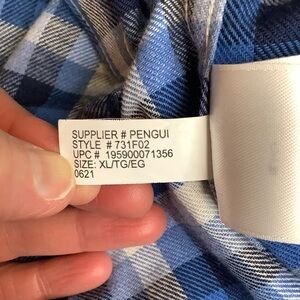 SUPPLIER # PENGUI
STYLE # 731F02
UPC # 195900071356
SIZE: XL/TG/EG
0621